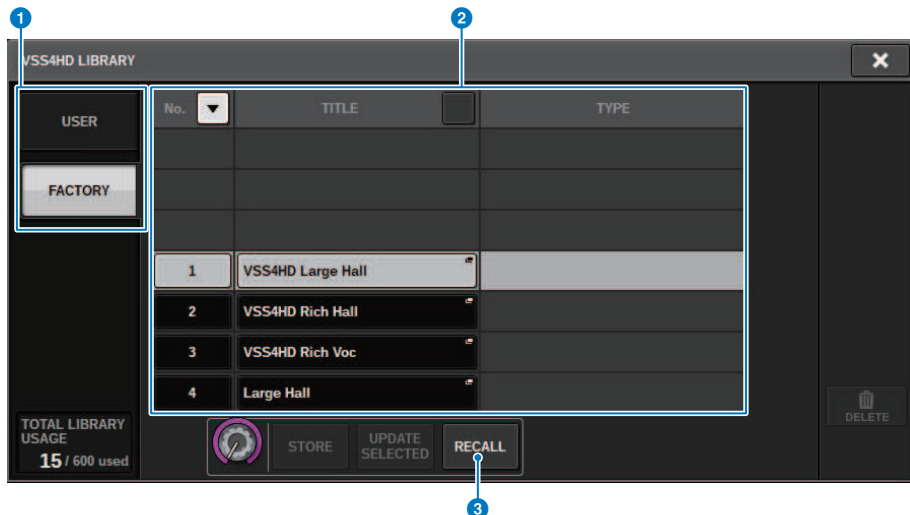 1
2
VSS4HD LIBRARY
USER
FACTORY
No.
TITLE
TYPE
1
VSS4HD Large Hall
2
VSS4HD Rich Hall
3
VSS4HD Rich Voc
4
Large Hall
TOTAL LIBRARY
USAGE
15 / 600 used
STORE
UPDATE
SELECTED
RECALL
DELETE
3